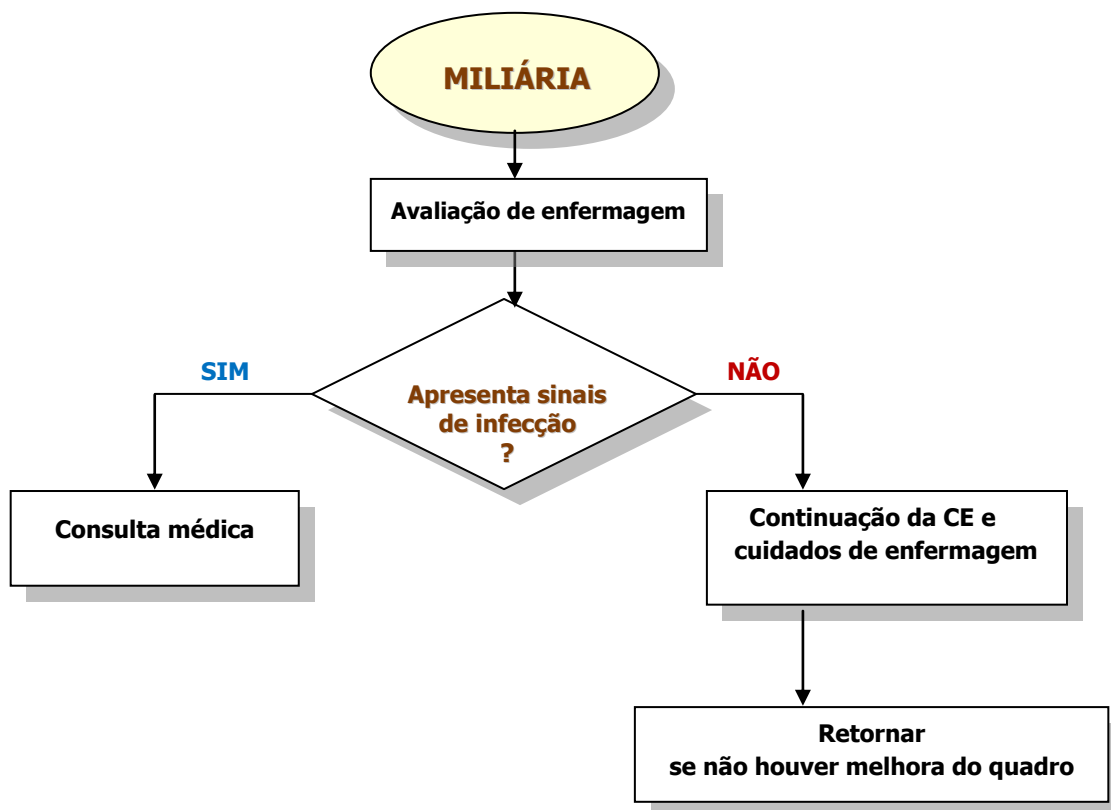 MILIÁRIA
Avaliação de enfermagem
SIM
NÃO
Apresenta sinais
de infecção
?
Consulta médica
Continuação da CE e
cuidados de enfermagem
Retornar
se não houver melhora do quadro